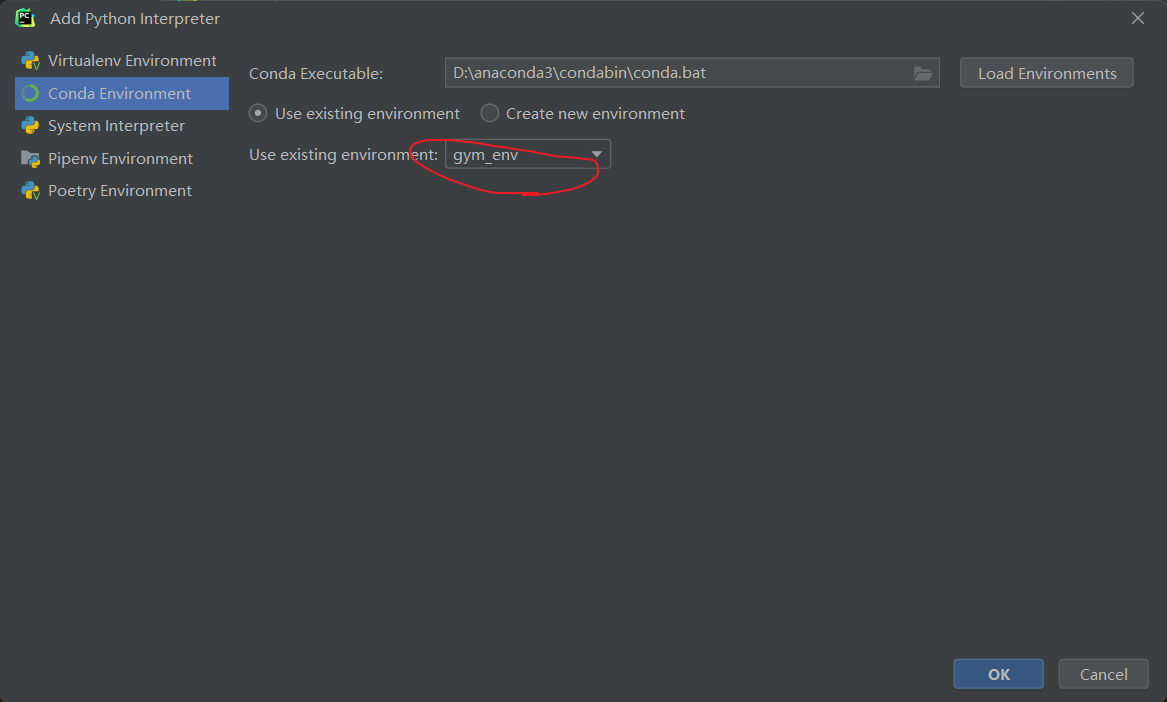 Add Python Interpreter
Virtualenv Environment
Conda Environment
System Interpreter
Pipenv Environment
Poetry Environment
Conda Executable: D:\anaconda3\condabin\conda.bat Load Environments
Use existing environment Create new environment
Use existing environment: gym_env
OK Cancel